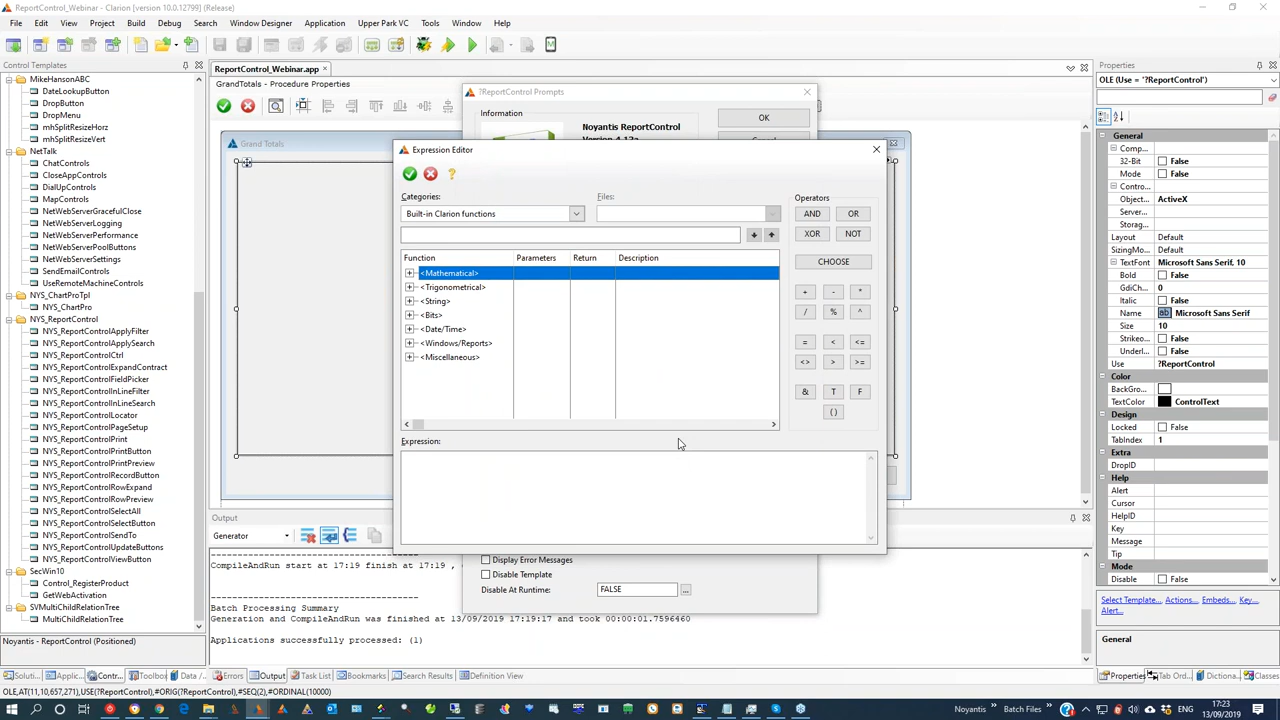 ReportControl_Webinar - Clarion (version 10.0.12799) (Release)
File Edit View Project Build Debug Search Window Designer Application Upper Park VC Tools Window Help
Control Templates
MikeHansonABC
DateLookupButton
DropButton
DropMenu
mhSplitResizeHorz
mhSplitResizeVert
NetTalk
ChatControls
CloseAppControls
DialUpControls
MapControls
NetWebServerGracefulClose
NetWebServerLogging
NetWebServerPerformance
NetWebServerPoolButtons
NetWebServerSettings
SendEmailControls
UseRemoteMachineControls
NYS_ChartProTpl
NYS_ChartPro
NYS_ReportControl
NYS_ReportControlApplyFilter
NYS_ReportControlApplySearch
NYS_ReportControlCtrl
NYS_ReportControlExpandContract
NYS_ReportControlFieldPicker
NYS_ReportControlInLineFilter
NYS_ReportControlInLineSearch
NYS_ReportControlLocator
NYS_ReportControlPageSetup
NYS_ReportControlPrint
NYS_ReportControlPrintButton
NYS_ReportControlPrintPreview
NYS_ReportControlRecordButton
NYS_ReportControlRowExpand
NYS_ReportControlRowPreview
NYS_ReportControlSelectAll
NYS_ReportControlSelectButton
NYS_ReportControlSendTo
NYS_ReportControlUpdateButtons
NYS_ReportControlViewButton
SecWin10
Control_RegisterProduct
GetWebActivation
SVMultiChildRelationTree
MultiChildRelationTree
Noyantis - ReportControl (Positioned)
ReportControl_Webinar.app
GrandTotals - Procedure Properties
Grand Totals
?ReportControl Prompts
Information
Noyantis ReportControl
OK
Expression Editor
Categories:
Files:
Built-in Clarion functions
Function Parameters Return Description
<Mathematical>
<Trigonometrical>
<String>
<Bits>
<Date/Time>
<Windows/Reports>
<Miscellaneous>
Operators
AND OR
XOR NOT
CHOOSE
+ - *
/ % ^
= < <=
<> > >=
& T F
( )
Expression:
Display Error Messages
Disable Template
Disable At Runtime: FALSE ...
Output
Generator
CompileAndRun start at 17:19 finish at 17:19 ,
Batch Processing Summary
Generation and CompileAndRun was finished at 13/09/2019 17:19:17 and took 00:00:01.7596460
Applications successfully processed: (1)
Properties
OLE (Use = '?ReportControl')
General
Comp...
32-Bit False
Mode False
Contro...
Object... ActiveX
Server...
Storag...
Layout Default
SizingMo... Default
TextFont Microsoft Sans Serif, 10
Bold False
GdiCh... 0
Italic False
Name Microsoft Sans Serif
Size 10
Strikeo... False
Underl... False
Use ?ReportControl
Color
BackGro...
TextColor ControlText
Design
Locked False
TabIndex 1
Extra
DropID
Help
Alert
Cursor
HelpID
Key
Message
Tip
Mode
Disable False
Select Template... Actions... Embeds... Key...
Alert...
General
Soluti... Applic... Contr... Toolbo Data / Errors Output Task List Bookmarks Search Results Definition View Properties Tab Ord... Dictiona... Classes
OLE,AT(11,10,657,271),USE(?ReportControl),#ORIG(?ReportControl),#SEQ(2),#ORDINAL(10000)
Noyantis Batch Files 17:23
13/09/2019